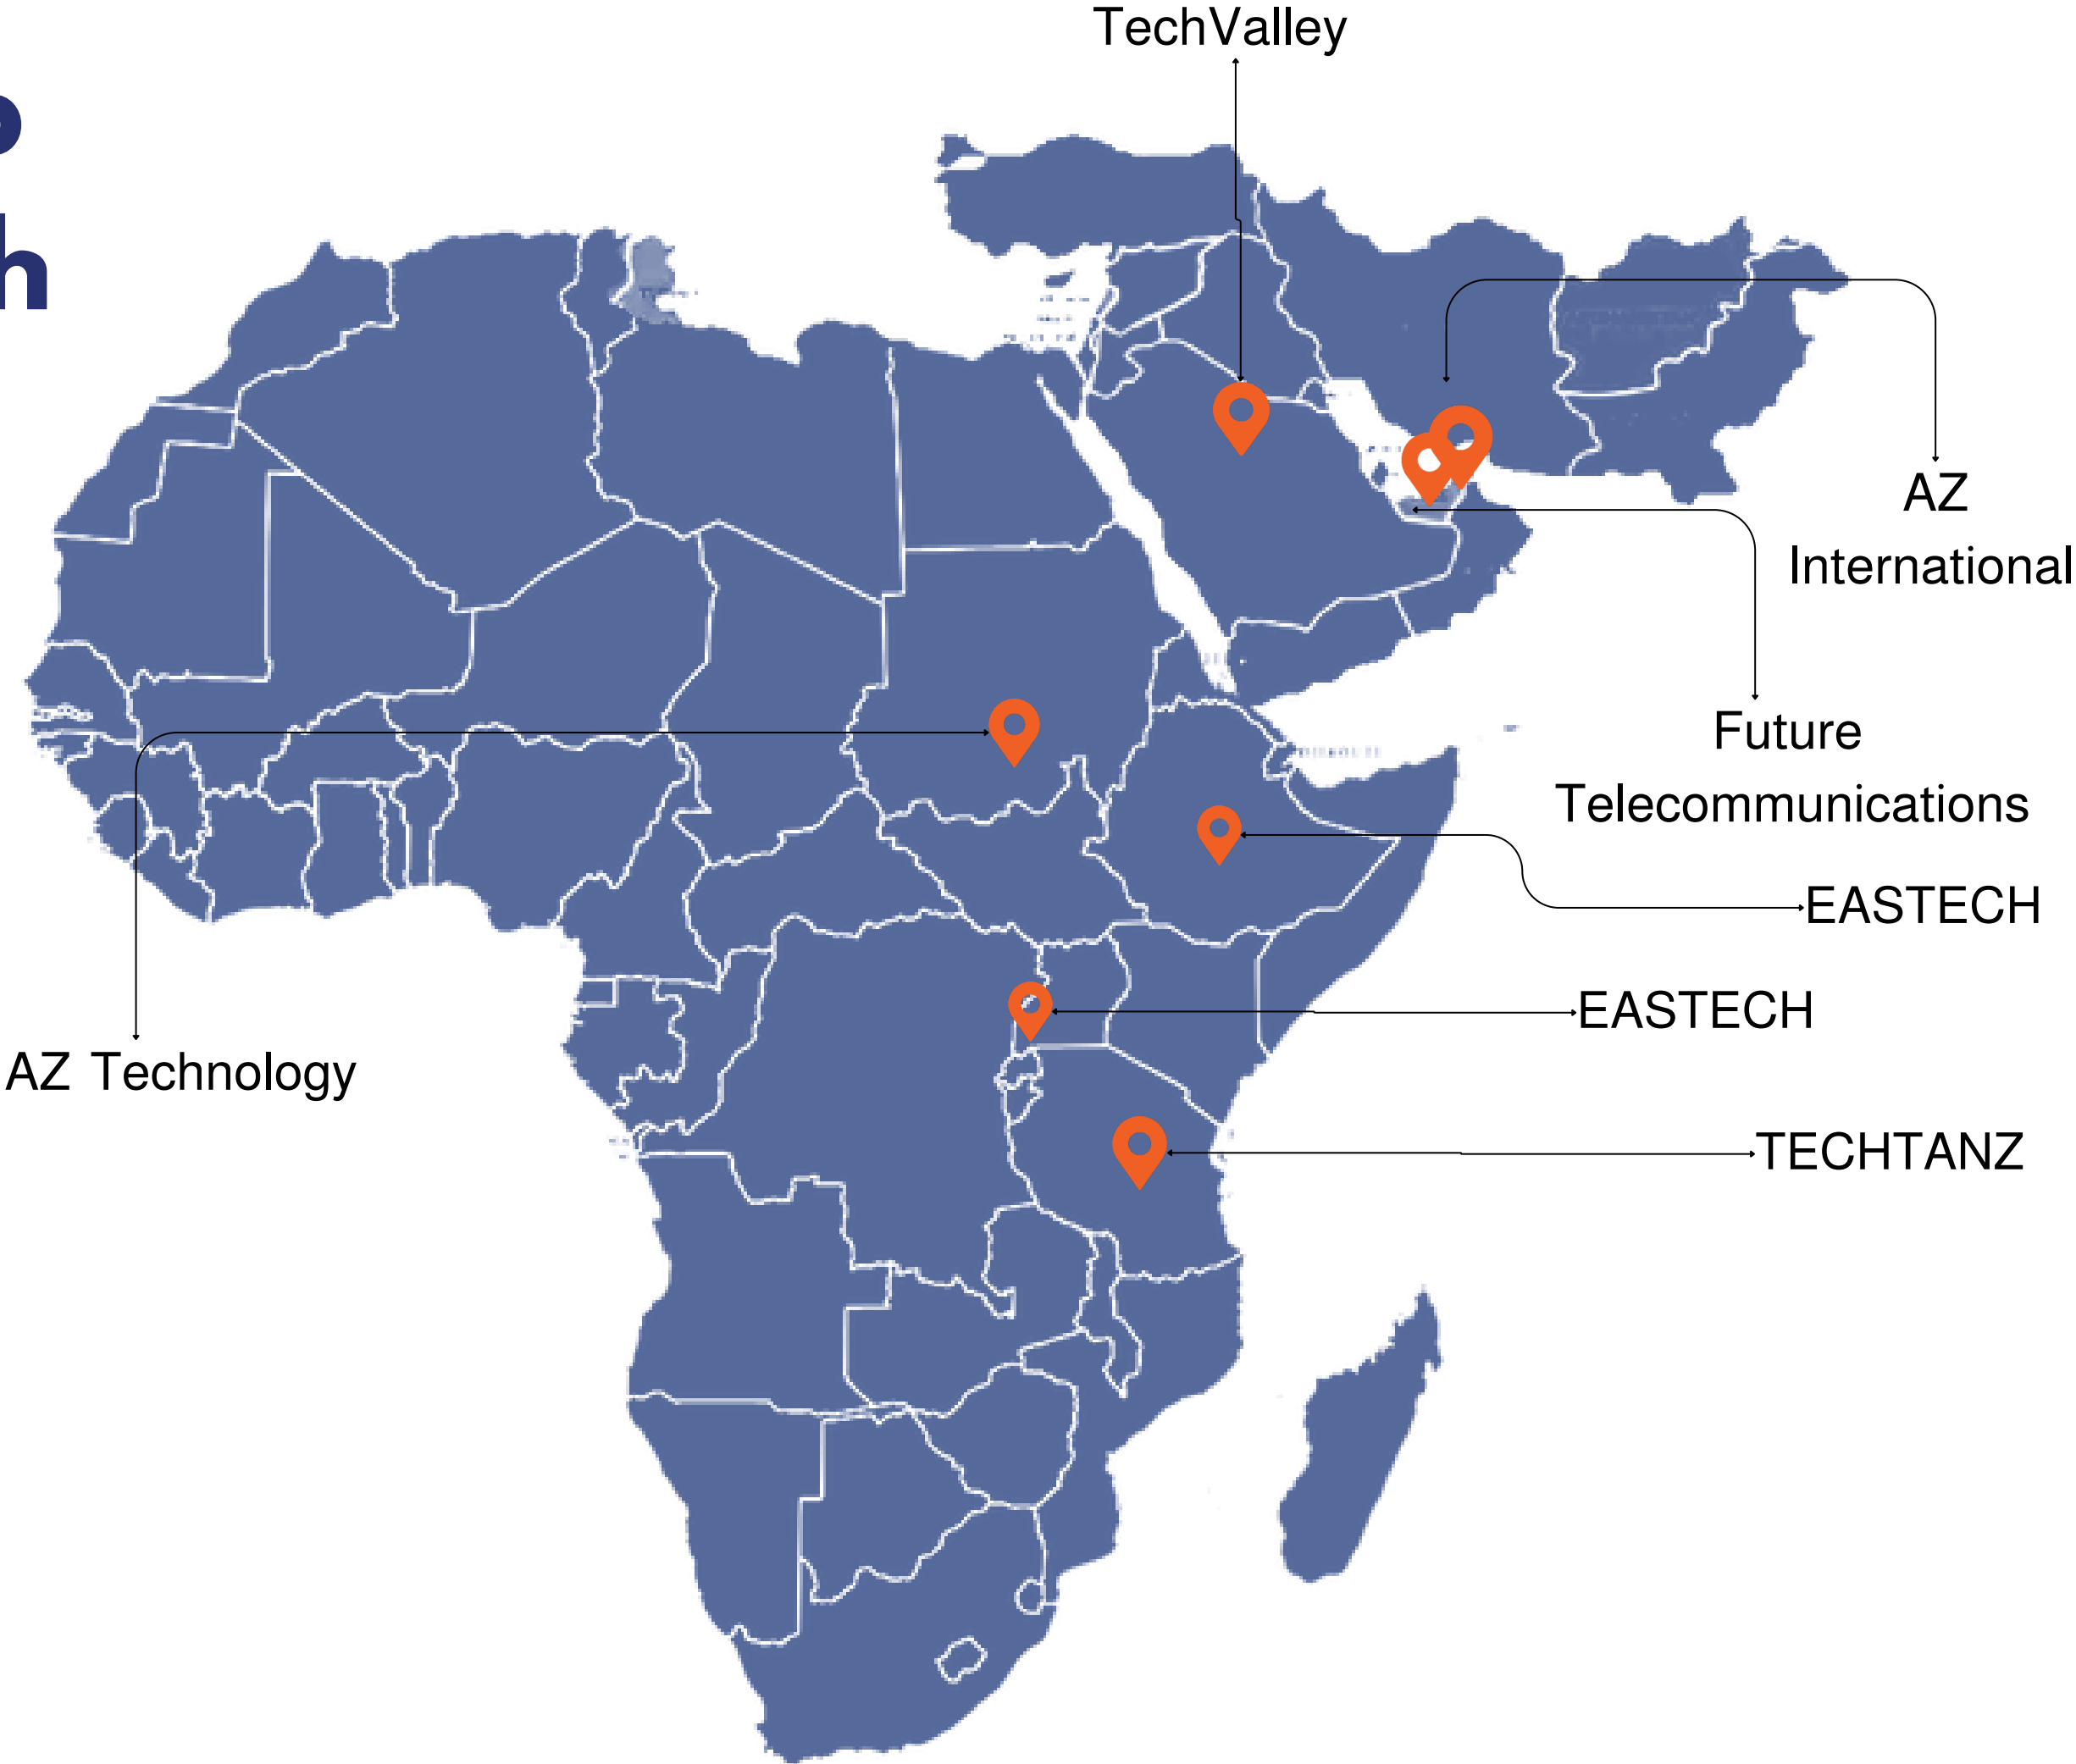 TechValley
AZ
International
Future
Telecommunications
EASTECH
EASTECH
AZ Technology
TECHTANZ